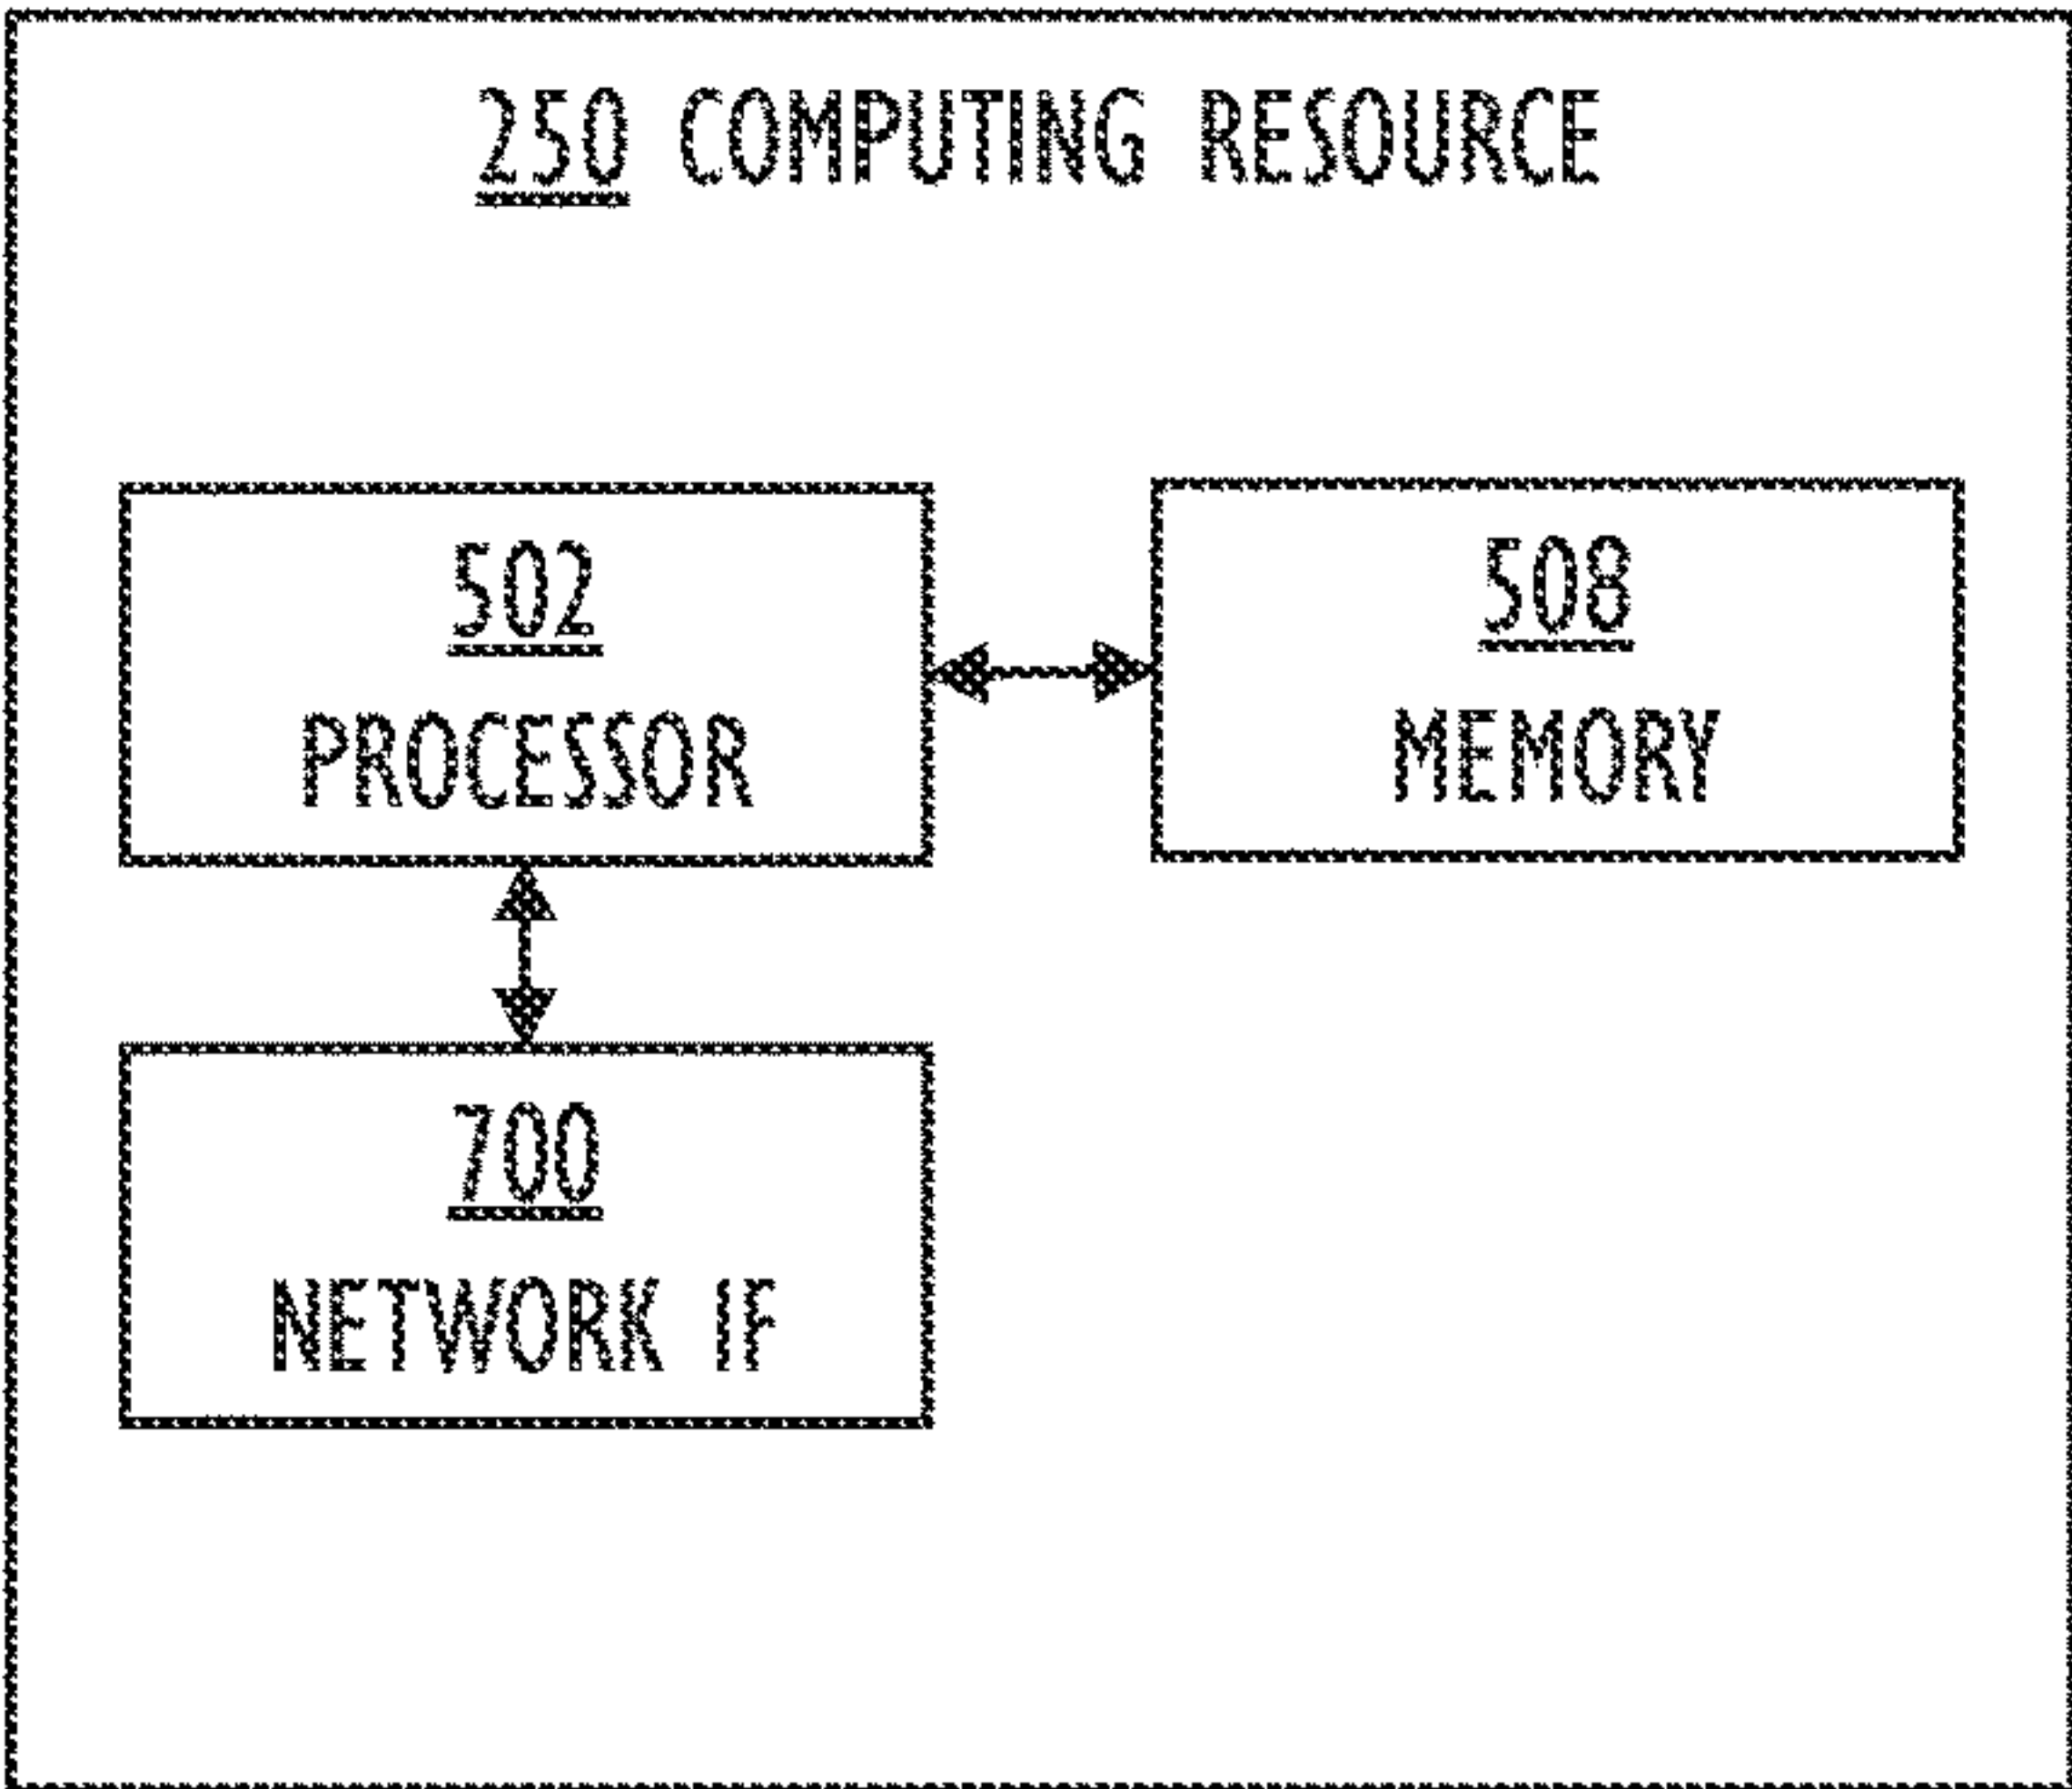 250 COMPUTING RESOURCE
502
PROCESSOR
508
MEMORY
700
NETWORK IF